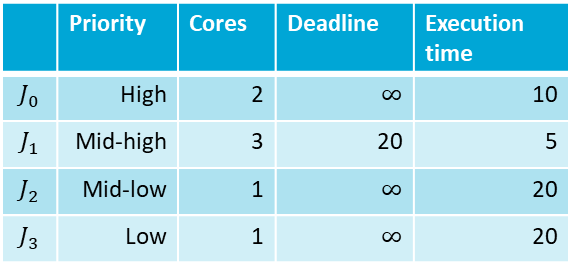 Priority Cores Deadline Execution time
J0 High 2 ∞ 10
J1 Mid-high 3 20 5
J2 Mid-low 1 ∞ 20
J3 Low 1 ∞ 20